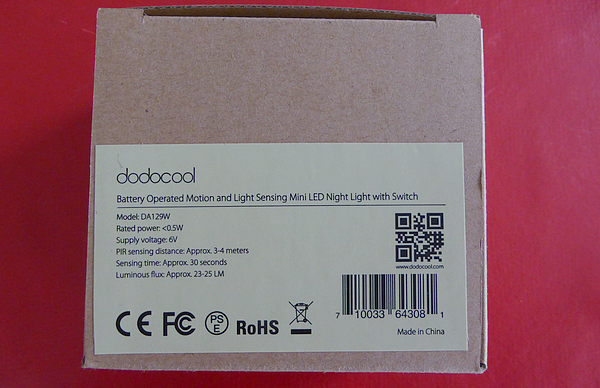 dodocool
Battery Operated Motion and Light Sensing Mini LED Night Light with Switch
Model: DA129W
Rated power: <0.5W
Supply voltage: 6V
PIR sensing distance: Approx. 3-4 meters
Sensing time: Approx. 30 seconds
Luminous flux: Approx. 23-25 LM
www.dodocool.com
CE FC PS E RoHS
7 10033 64308 1
Made in China